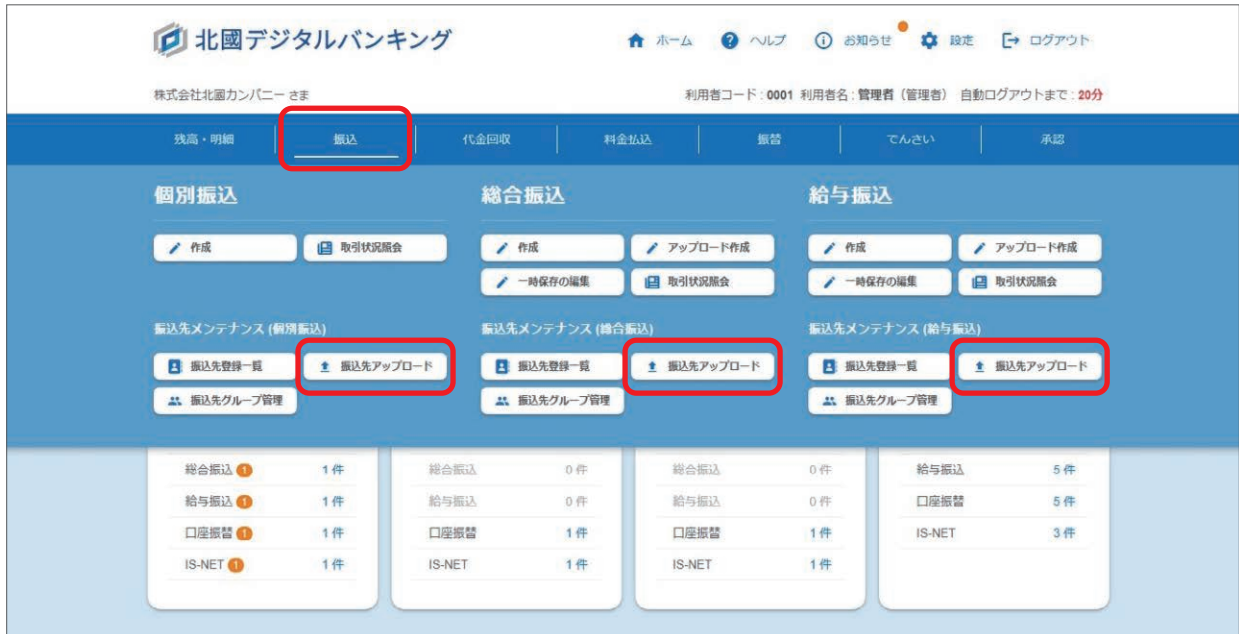 北國デジタルバンキング
ホーム ヘルプ お知らせ 設定 ログアウト
株式会社北國カンパニー さま 利用者コード : 0001 利用者名 : 管理者（管理者） 自動ログアウトまで : 20分
残高・明細 振込 代金回収 料金払込 振替 でんさい 承認
個別振込 総合振込 給与振込
作成 取引状況照会 作成 アップロード作成 作成 アップロード作成
一時保存の編集 取引状況照会 一時保存の編集 取引状況照会
振込先メンテナンス (個別振込) 振込先メンテナンス (総合振込) 振込先メンテナンス (給与振込)
振込先登録一覧 振込先アップロード 振込先登録一覧 振込先アップロード 振込先登録一覧 振込先アップロード
振込先グループ管理 振込先グループ管理 振込先グループ管理
総合振込 1 1 件 総合振込 0 件 総合振込 0 件 給与振込 5 件
給与振込 1 1 件 給与振込 0 件 給与振込 0 件 口座振替 5 件
口座振替 1 1 件 口座振替 1 件 口座振替 1 件 IS-NET 3 件
IS-NET 1 1 件 IS-NET 1 件 IS-NET 1 件